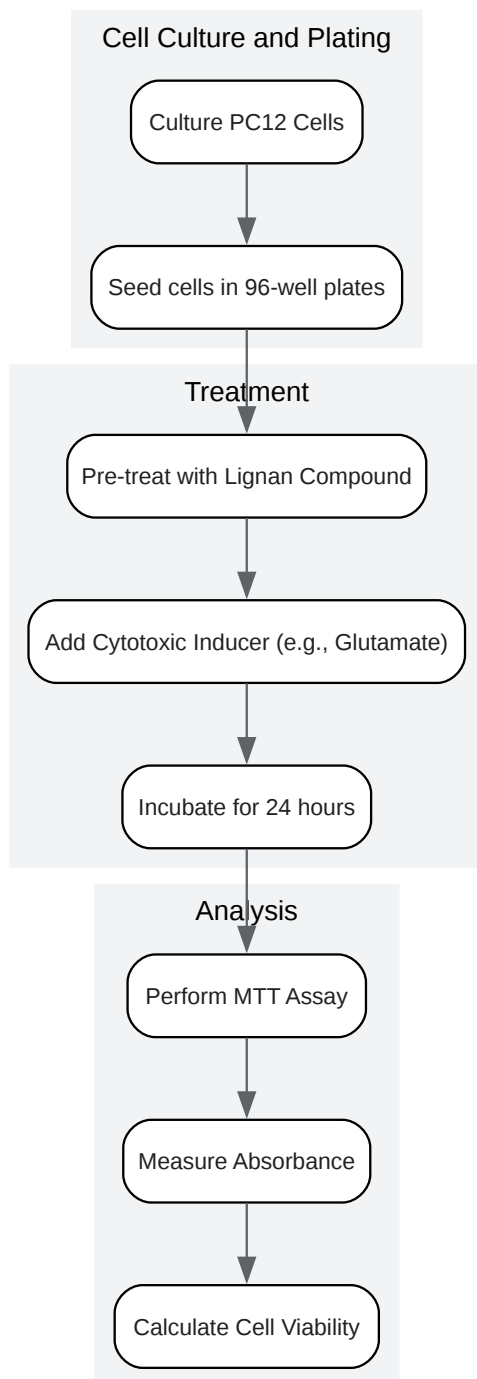 Cell Culture and Plating
Culture PC12 Cells
Seed cells in 96-well plates
Treatment
Pre-treat with Lignan Compound
Add Cytotoxic Inducer (e.g., Glutamate)
Incubate for 24 hours
Analysis
Perform MTT Assay
Measure Absorbance
Calculate Cell Viability